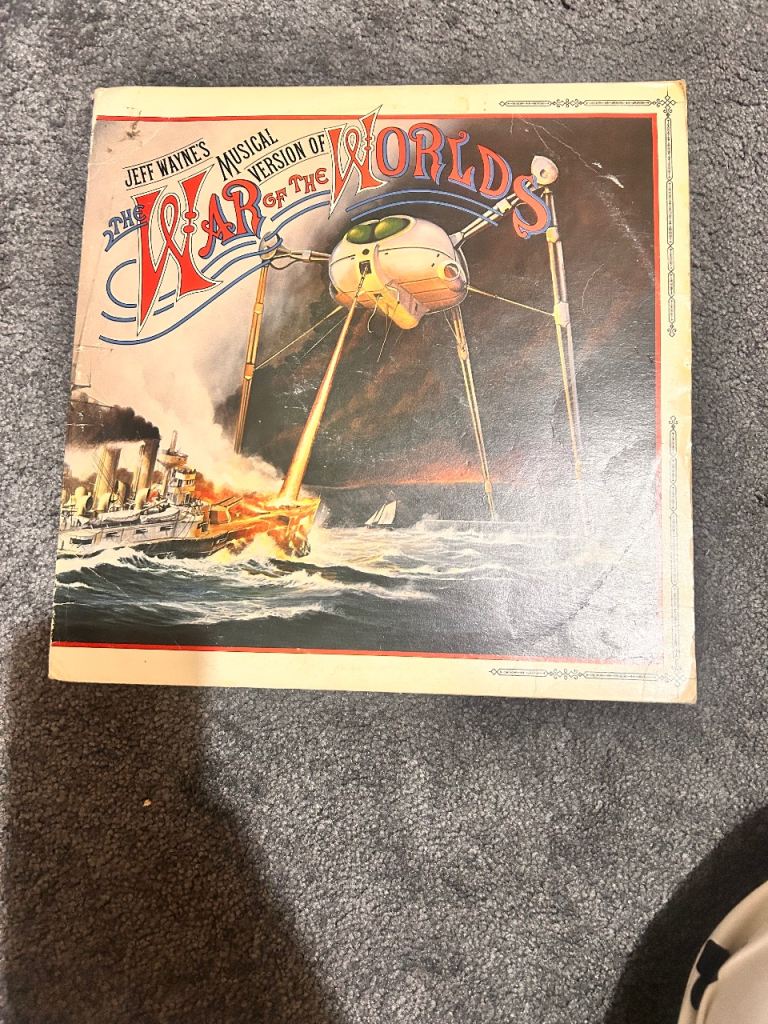 JEFF WAYNE'S
MUSICAL
VERSION OF
THE WAR OF THE WORLDS